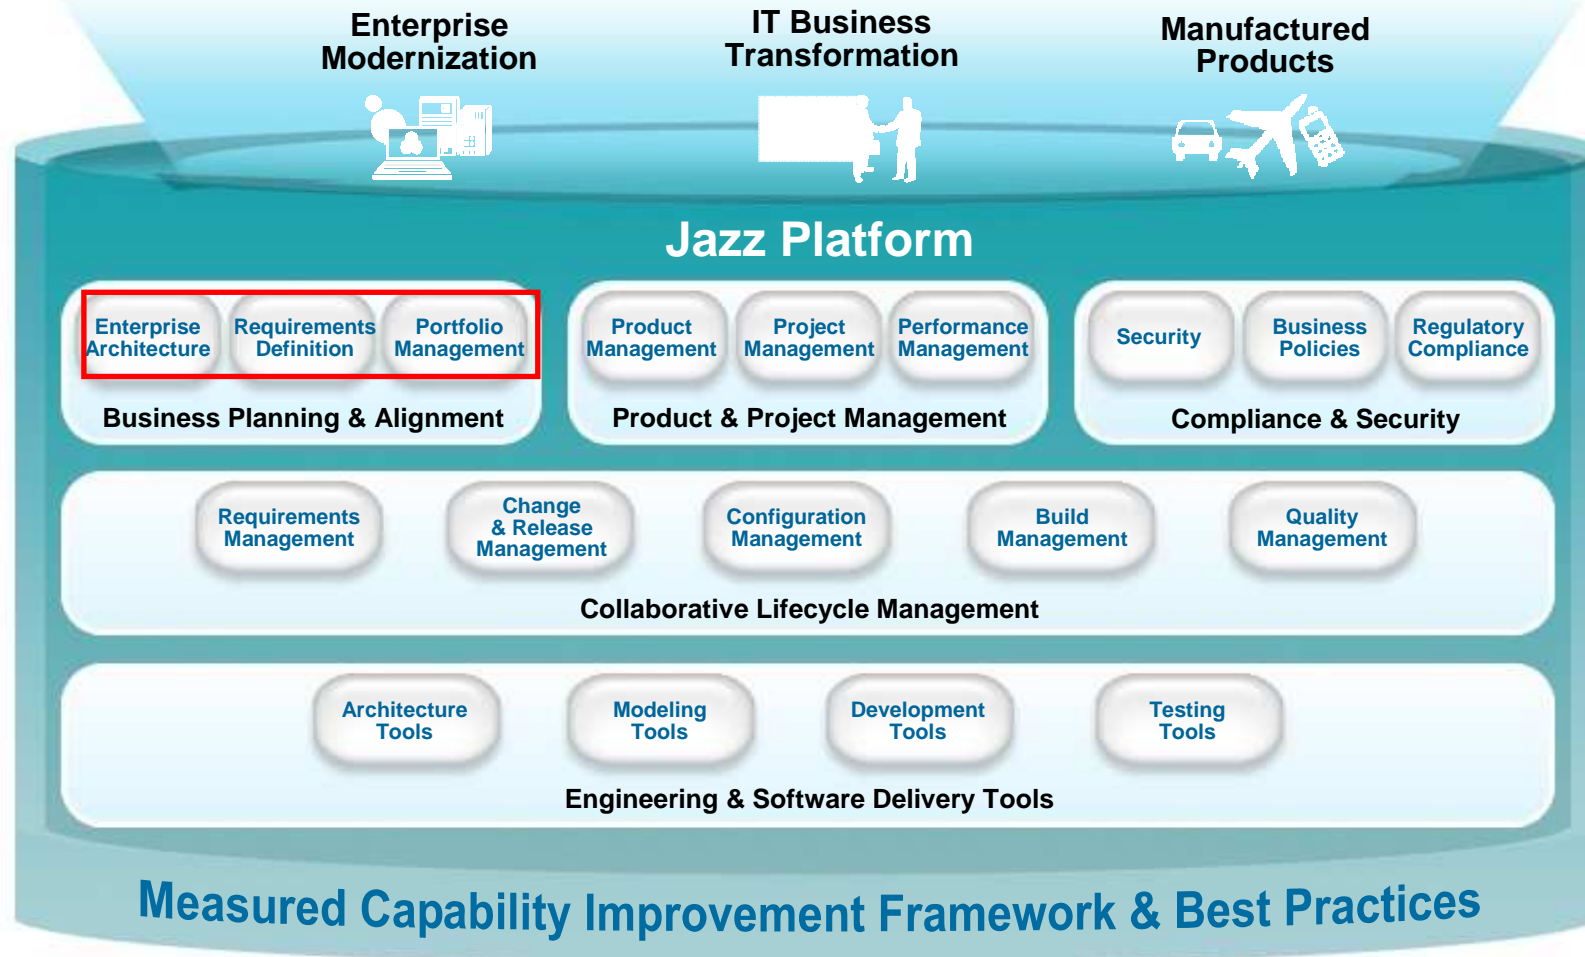 Enterprise
Modernization
IT Business
Transformation
Manufactured
Products
Jazz Platform
Enterprise
Architecture
Requirements
Definition
Portfolio
Management
Business Planning & Alignment
Product
Management
Project
Management
Performance
Management
Product & Project Management
Security
Business
Policies
Regulatory
Compliance
Compliance & Security
Requirements
Management
Change
& Release
Management
Configuration
Management
Build
Management
Quality
Management
Collaborative Lifecycle Management
Architecture
Tools
Modeling
Tools
Development
Tools
Testing
Tools
Engineering & Software Delivery Tools
Measured Capability Improvement Framework & Best Practices